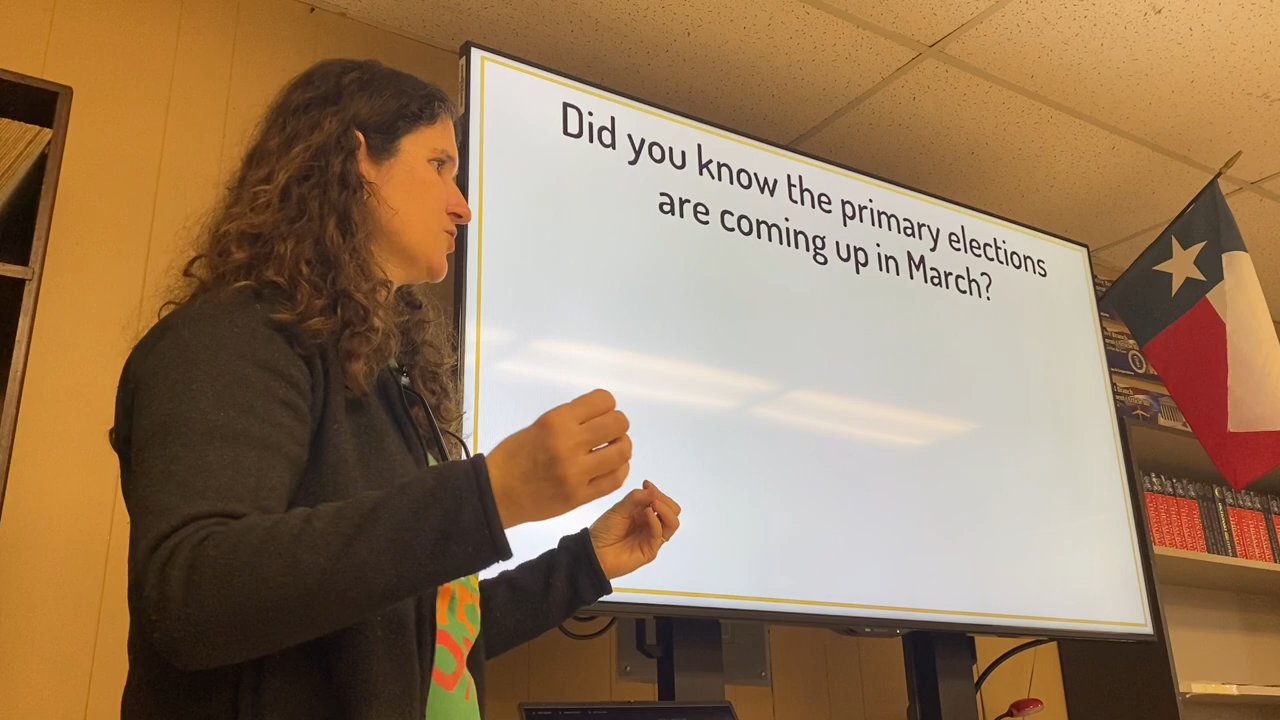 Did you know the primary elections
are coming up in March?